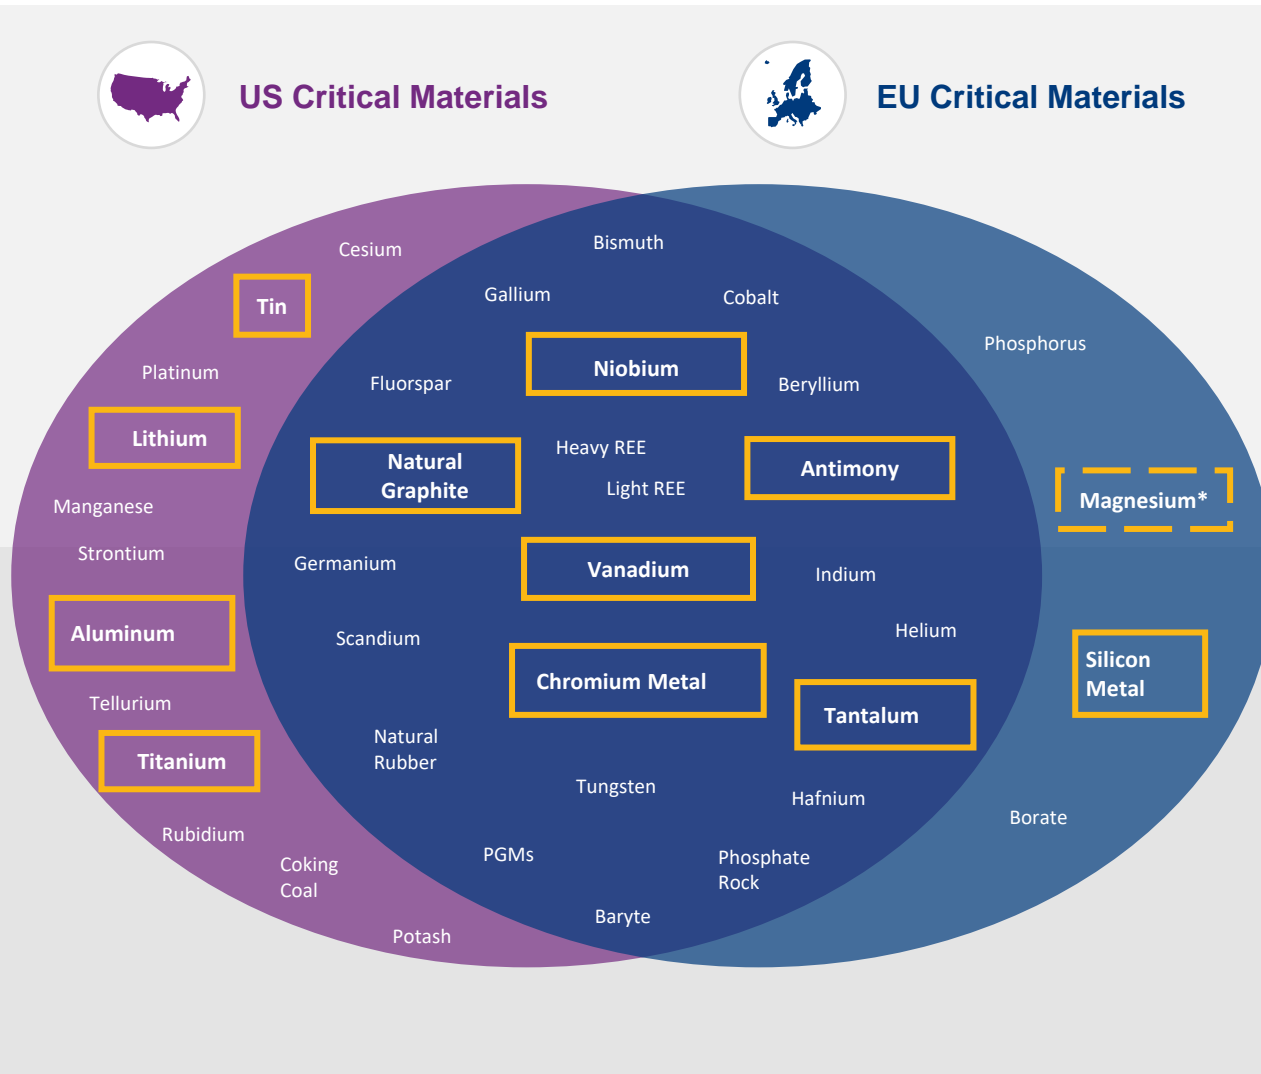 US Critical Materials
EU Critical Materials
Cesium
Bismuth
Tin
Gallium
Cobalt
Phosphorus
Platinum
Fluorspar
Niobium
Beryllium
Lithium
Natural
Graphite
Heavy REE
Light REE
Antimony
Magnesium*
Manganese
Strontium
Germanium
Vanadium
Indium
Aluminum
Scandium
Helium
Chromium Metal
Silicon
Metal
Tellurium
Tantalum
Titanium
Natural
Rubber
Tungsten
Hafnium
Borate
Rubidium
Coking
Coal
PGMs
Phosphate
Rock
Baryte
Potash